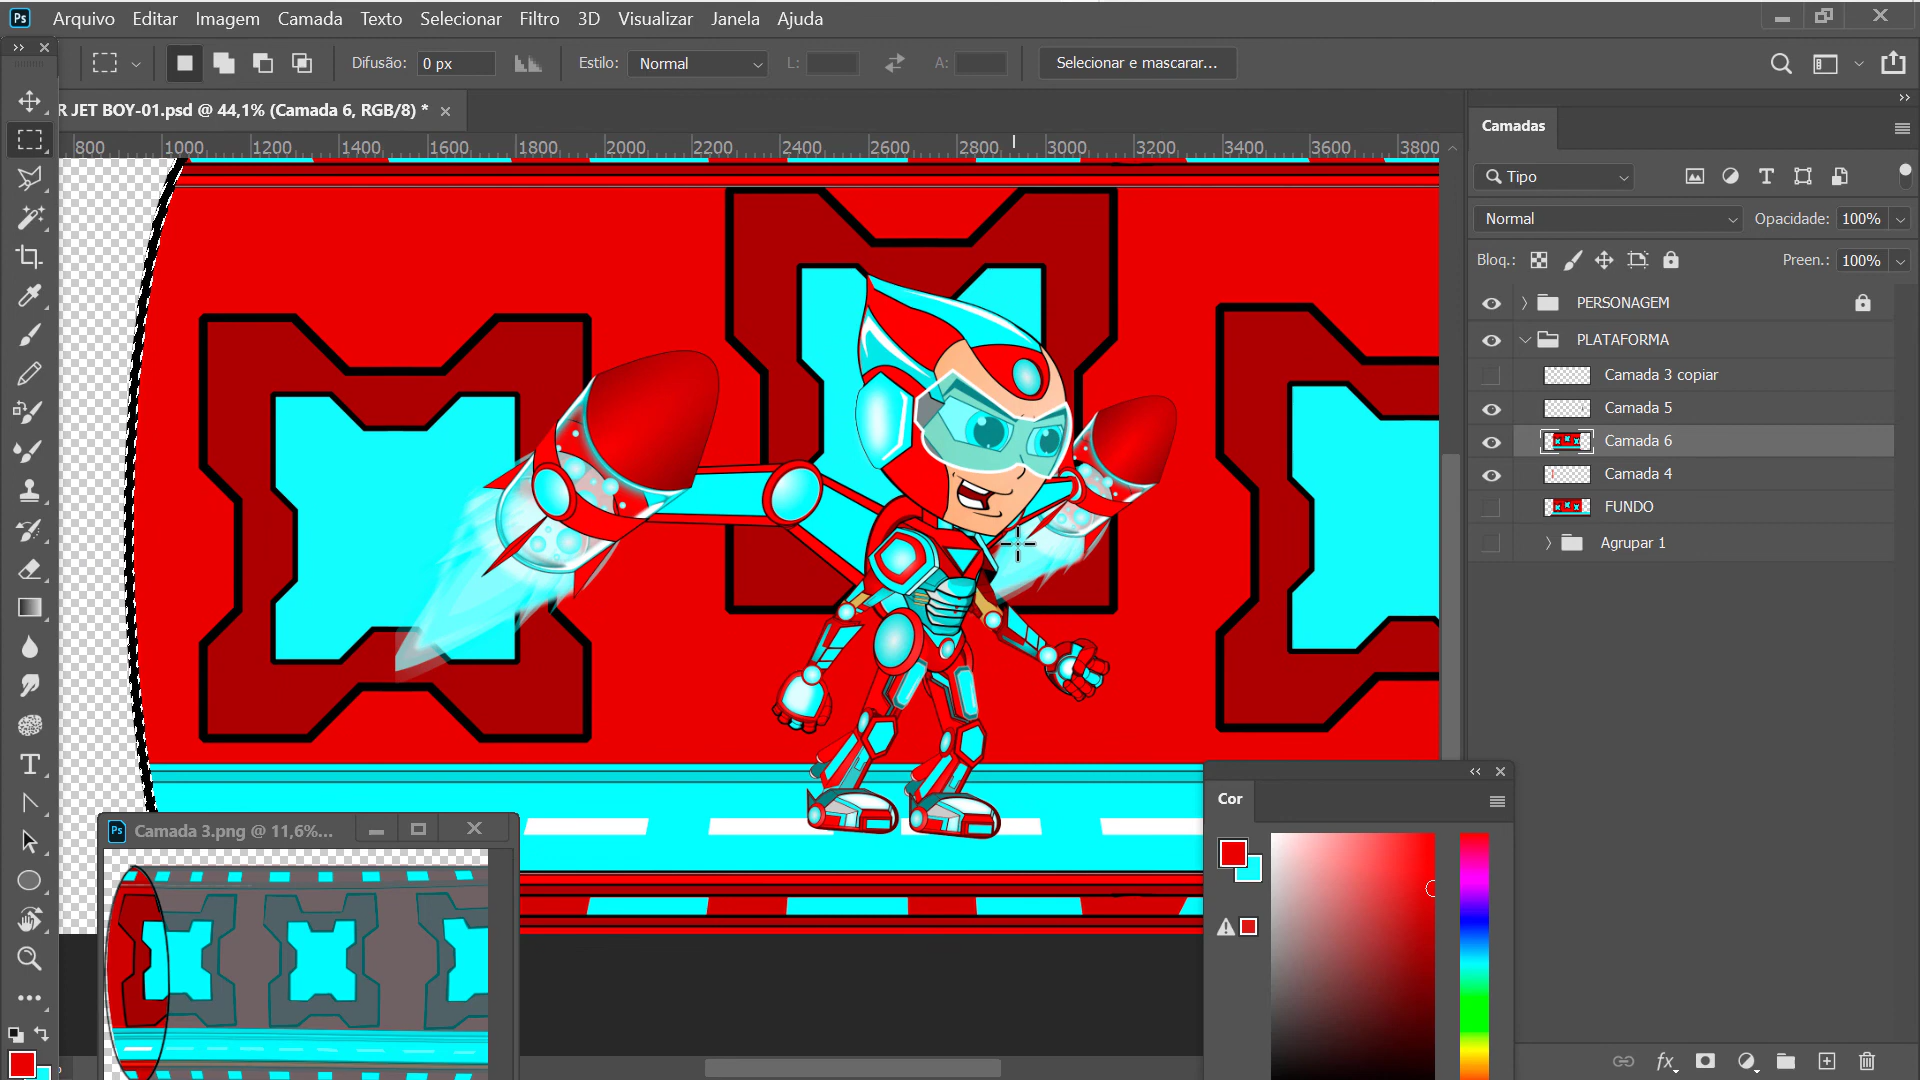 Ps Arquivo Editar Imagem Camada Texto Selecionar Filtro 3D Visualizar Janela Ajuda
Difusão: 0 px Estilo: Normal L: A: Selecionar e mascarar...
R JET BOY-01.psd @ 44,1% (Camada 6, RGB/8) *
800 1000 1200 1400 1600 1800 2000 2200 2400 2600 2800 3000 3200 3400 3600 3800
Camadas
Tipo
Normal Opacidade: 100%
Bloq.: Preen.: 100%
PERSONAGEM
PLATAFORMA
Camada 3 copiar
Camada 5
Camada 6
Camada 4
FUNDO
Agrupar 1
Cor
Ps Camada 3.png @ 11,6%...
fx